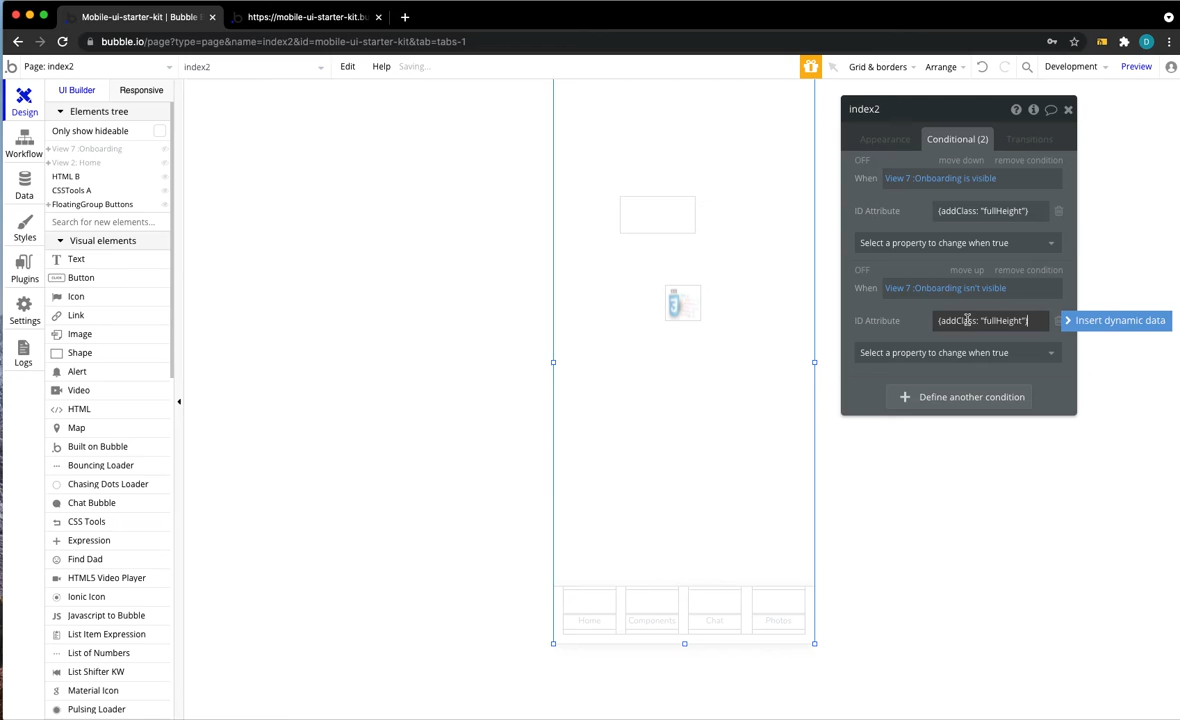 Mobile-ui-starter-kit | Bubble E
https://mobile-ui-starter-kit.bu
bubble.io/page?type=page&name=index2&id=mobile-ui-starter-kit&tab=tabs-1
D
Page: index2
index2
Edit
Help
Saving...
Grid & borders
Arrange
Development
Preview
Design
Workflow
Data
Styles
Plugins
Settings
Logs
UI Builder
Responsive
Elements tree
Only show hideable
View 7 :Onboarding
View 2: Home
HTML B
CSSTools A
FloatingGroup Buttons
Search for new elements...
Visual elements
Text
CLICK
Button
Icon
Link
Image
Shape
Alert
Video
HTML
Map
Built on Bubble
Bouncing Loader
Chasing Dots Loader
Chat Bubble
CSS Tools
Expression
Find Dad
HTML5 Video Player
Ionic Icon
JS
Javascript to Bubble
List Item Expression
List of Numbers
List Shifter KW
Material Icon
Pulsing Loader
3
Home
Components
Chat
Photos
index2
Appearance
Conditional (2)
Transitions
OFF
move down
remove condition
When
View 7 :Onboarding is visible
ID Attribute
{addClass: "fullHeight"}
Select a property to change when true
OFF
move up
remove condition
When
View 7 :Onboarding isn't visible
ID Attribute
{addClass: "fullHeight"}
Insert dynamic data
Select a property to change when true
Define another condition